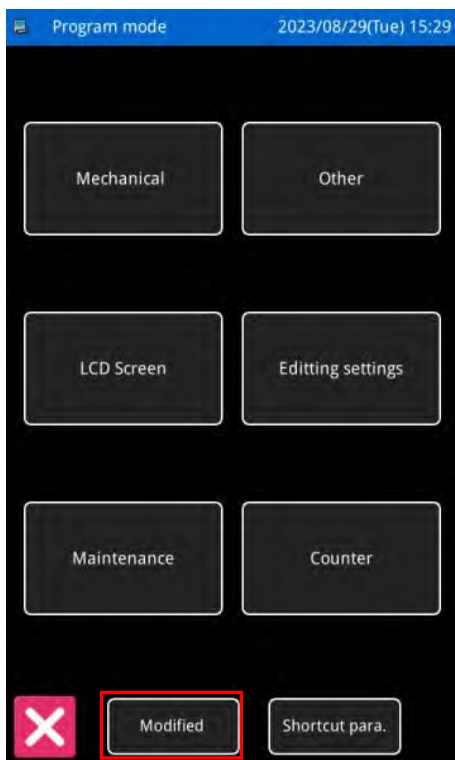 Program mode 2023/08/29(Tue) 15:29
Mechanical Other
LCD Screen Editting settings
Maintenance Counter
Modified Shortcut para.